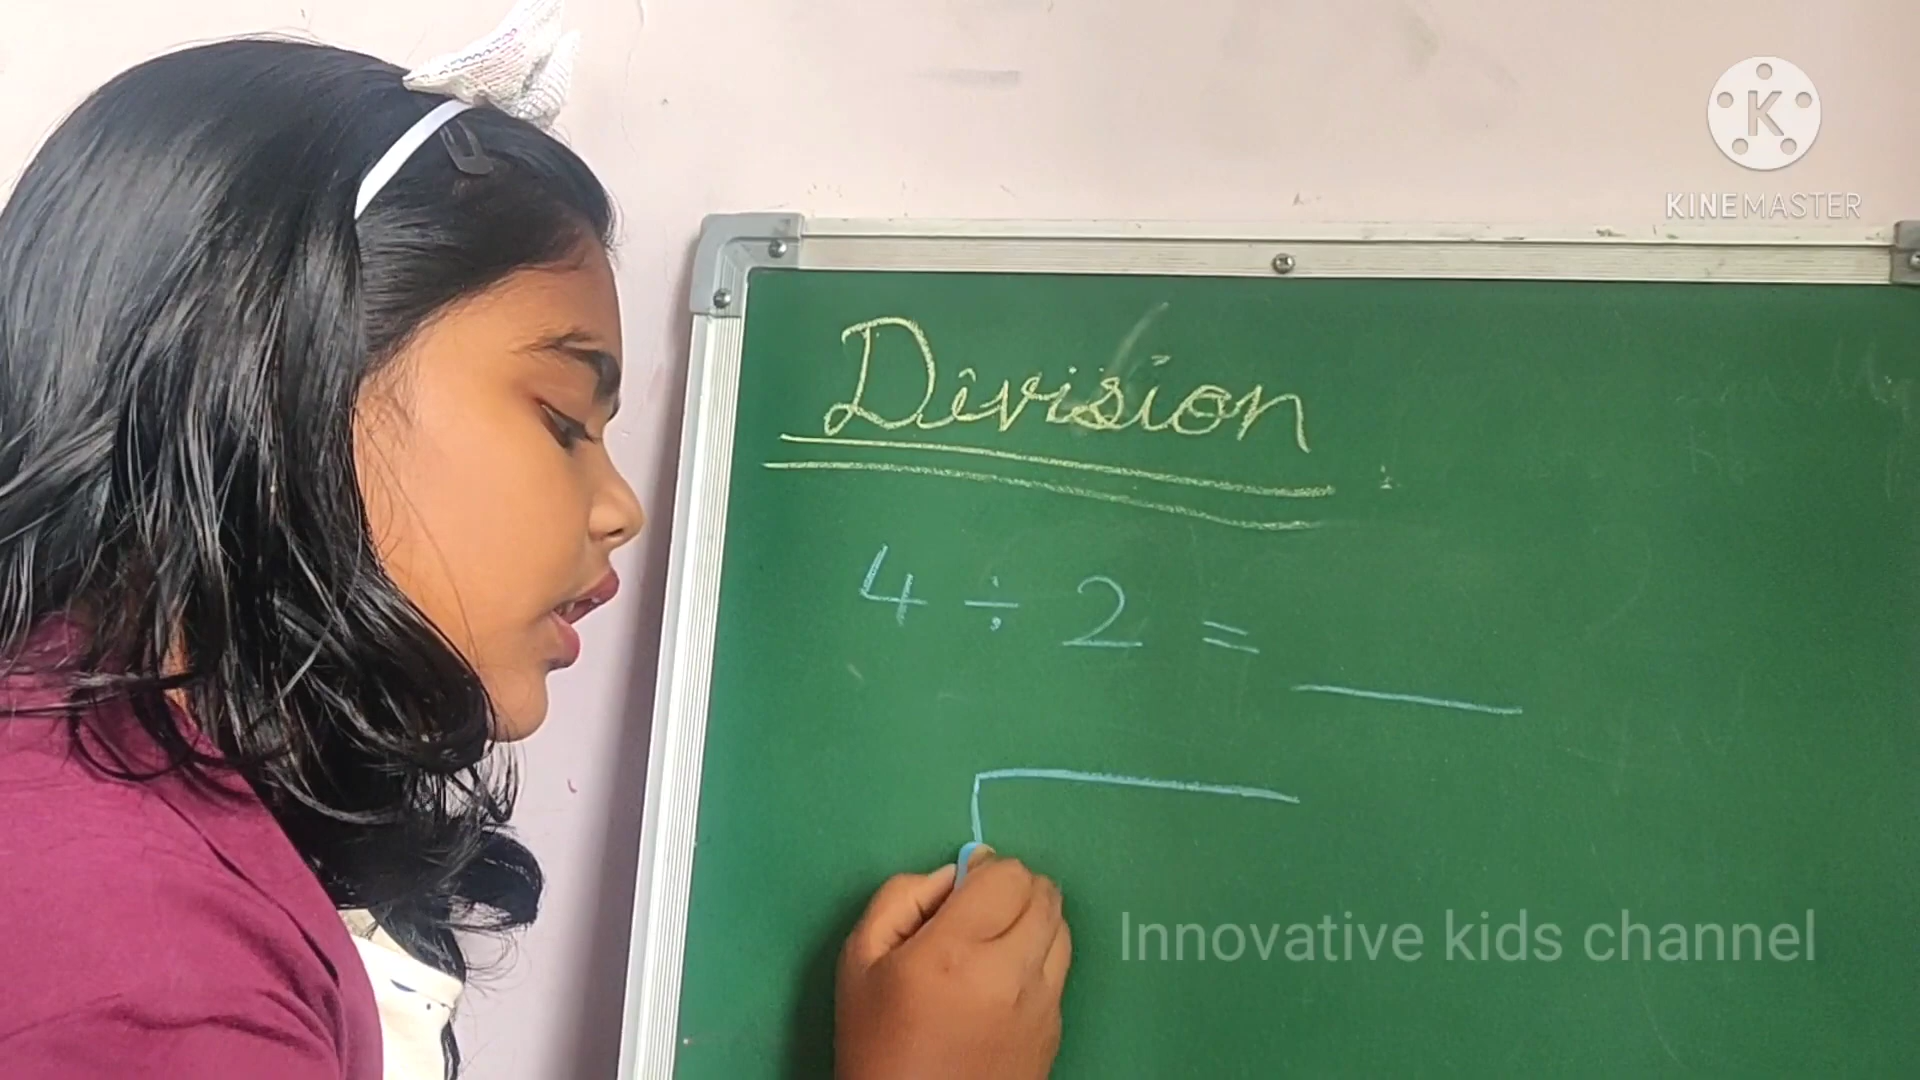 K
KINEMASTER
Division
4 ÷ 2 =
Innovative kids channel